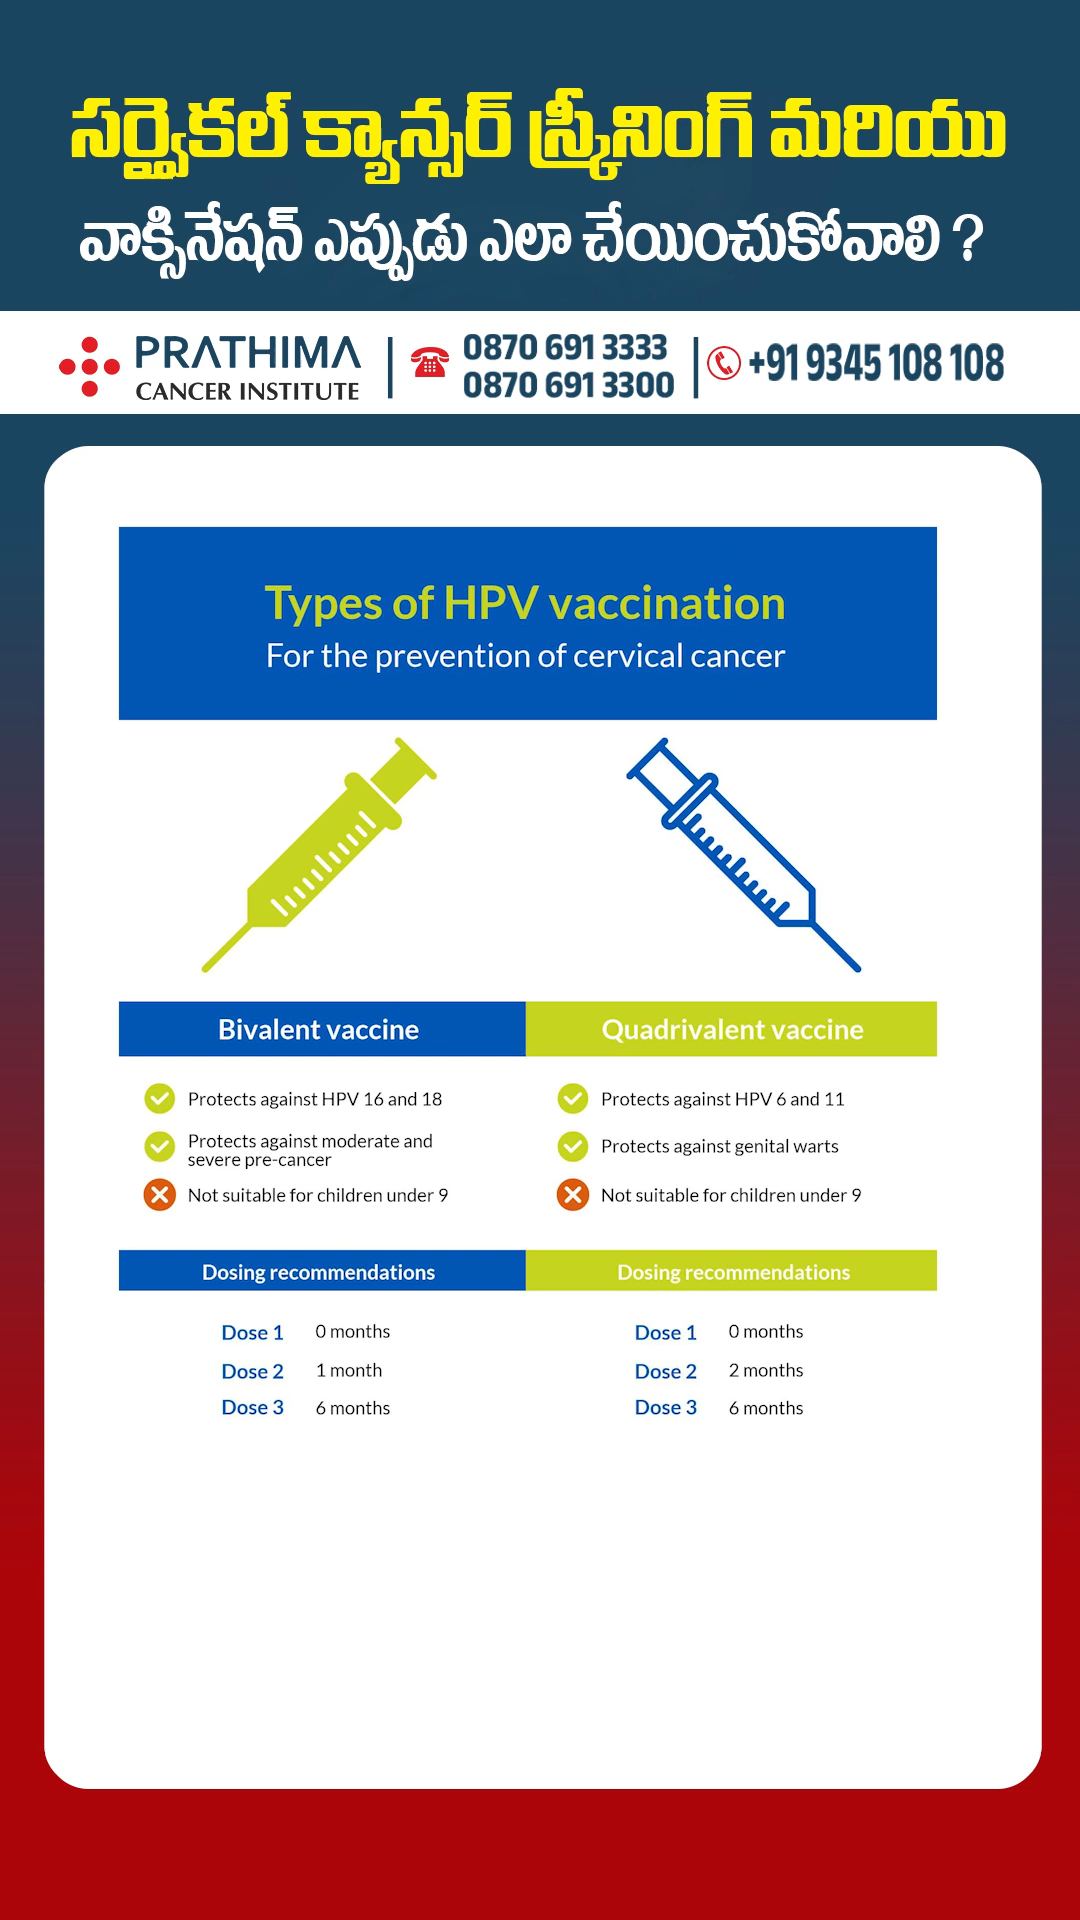 సర్వైకల్ క్యాన్సర్ స్క్రీనింగ్ మరియు
వాక్సినేషన్ ఎప్పుడు ఎలా చేయించుకోవాలి ?
PRATHIMA
CANCER INSTITUTE
0870 691 3333
0870 691 3300
+91 9345 108 108
Types of HPV vaccination
For the prevention of cervical cancer
Bivalent vaccine
Protects against HPV 16 and 18
Protects against moderate and
severe pre-cancer
Not suitable for children under 9
Dosing recommendations
Dose 1 0 months
Dose 2 1 month
Dose 3 6 months
Quadrivalent vaccine
Protects against HPV 6 and 11
Protects against genital warts
Not suitable for children under 9
Dosing recommendations
Dose 1 0 months
Dose 2 2 months
Dose 3 6 months